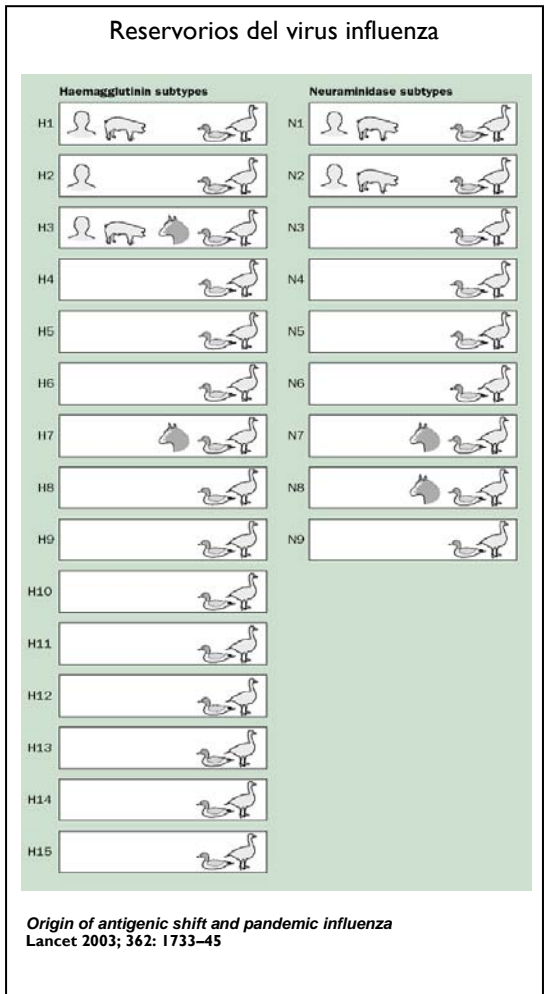 Reservorios del virus influenza
Haemagglutinin subtypes
H1
H2
H3
H4
H5
H6
H7
H8
H9
H10
H11
H12
H13
H14
H15
Neuraminidase subtypes
N1
N2
N3
N4
N5
N6
N7
N8
N9
Origin of antigenic shift and pandemic influenza
Lancet 2003; 362: 1733–45